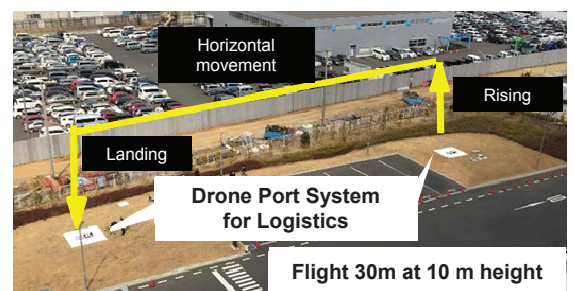 Horizontal
movement
Rising
Landing
Drone Port System
for Logistics
Flight 30m at 10 m height